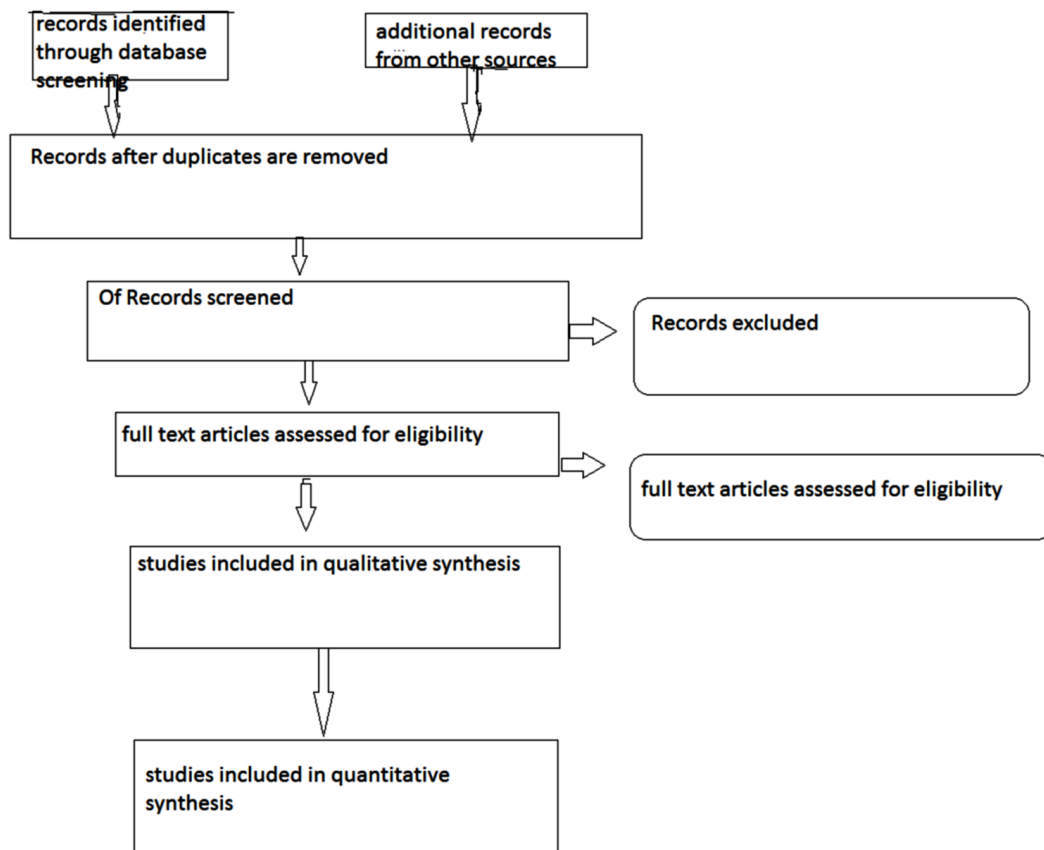 records identified
through database
screening
additional records
from other sources
Records after duplicates are removed
Of Records screened
Records excluded
full text articles assessed for eligibility
full text articles assessed for eligibility
studies included in qualitative synthesis
studies included in quantitative
synthesis